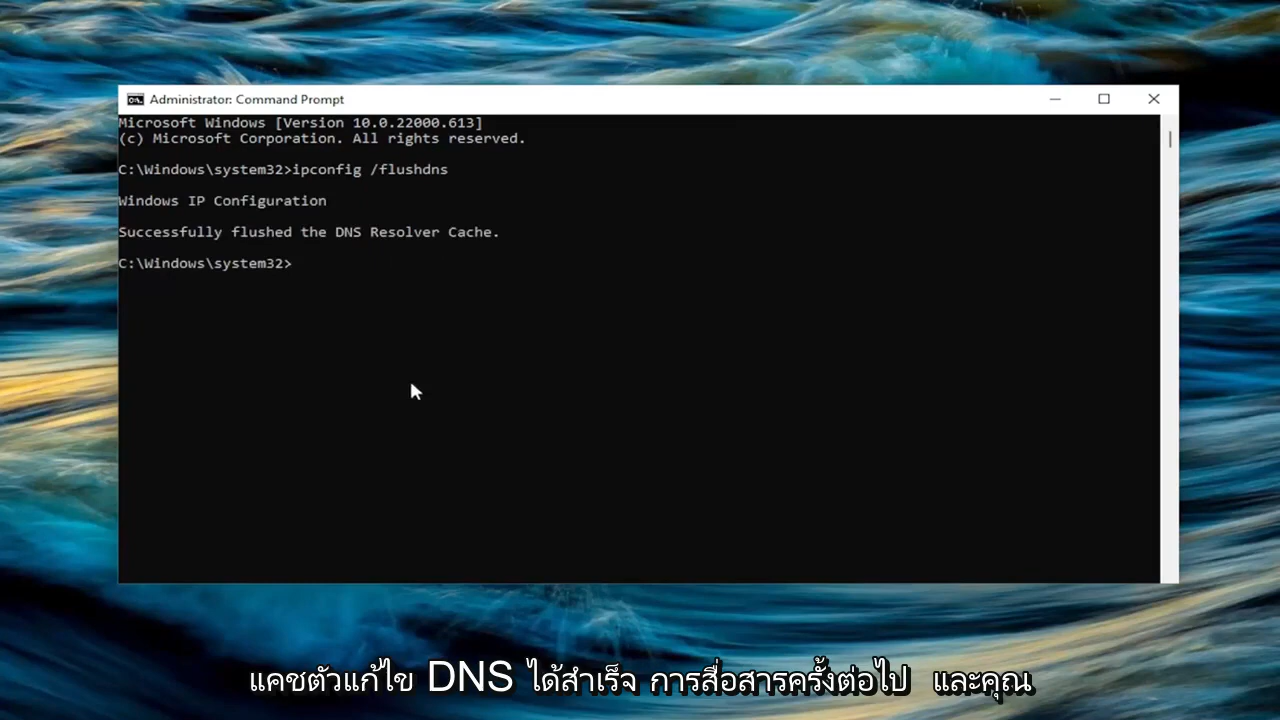 Administrator: Command Prompt
Microsoft Windows [Version 10.0.22000.613]
(c) Microsoft Corporation. All rights reserved.
C:\Windows\system32>ipconfig /flushdns
Windows IP Configuration
Successfully flushed the DNS Resolver Cache.
C:\Windows\system32>
แคชตัวแก้ไข DNS ได้สำเร็จ การสื่อสารครั้งต่อไป และคุณ